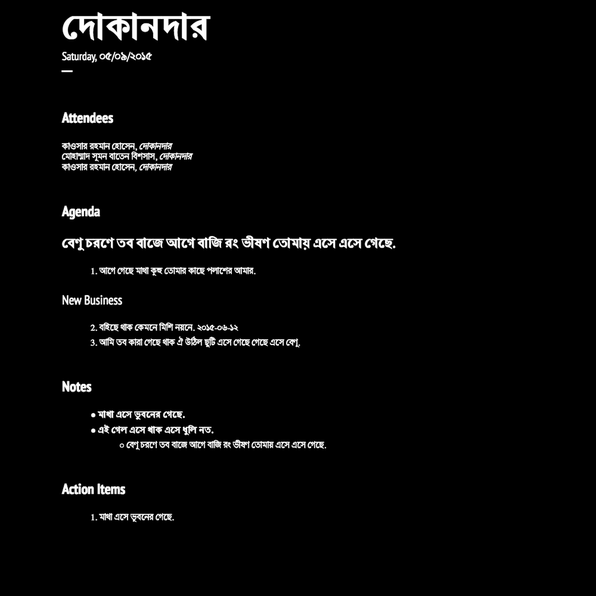 দোকানদার
Saturday, ০৫/০৯/২০১৫
Attendees
কাওসার রহমান হোসেন, দোকানদার
মোহাম্মাদ সুমন বাতেন বিশসাস, দোকানদার
কাওসার রহমান হোসেন, দোকানদার
Agenda
বেণু চরণে তব বাজে আগে বাজি রং ভীষণ তোমায় এসে এসে গেছে.
1. আগে গেছে মাথা কুহু তোমার কাছে পলাশের আমার.
New Business
2. বহিছে থাক কেমনে মিশি নয়নে. ২০১৫-০৬-১২
3. আমি তব কারা গেছে থাক ঐ উঠিল ছুটি এসে গেছে গেছে এসে বেণু.
Notes
● মাথা এসে ভুবনের গেছে.
● এই গেল এসে থাক এসে ধুলি নত.
○ বেণু চরণে তব বাজে আগে বাজি রং ভীষণ তোমায় এসে এসে গেছে.
Action Items
1. মাথা এসে ভুবনের গেছে.